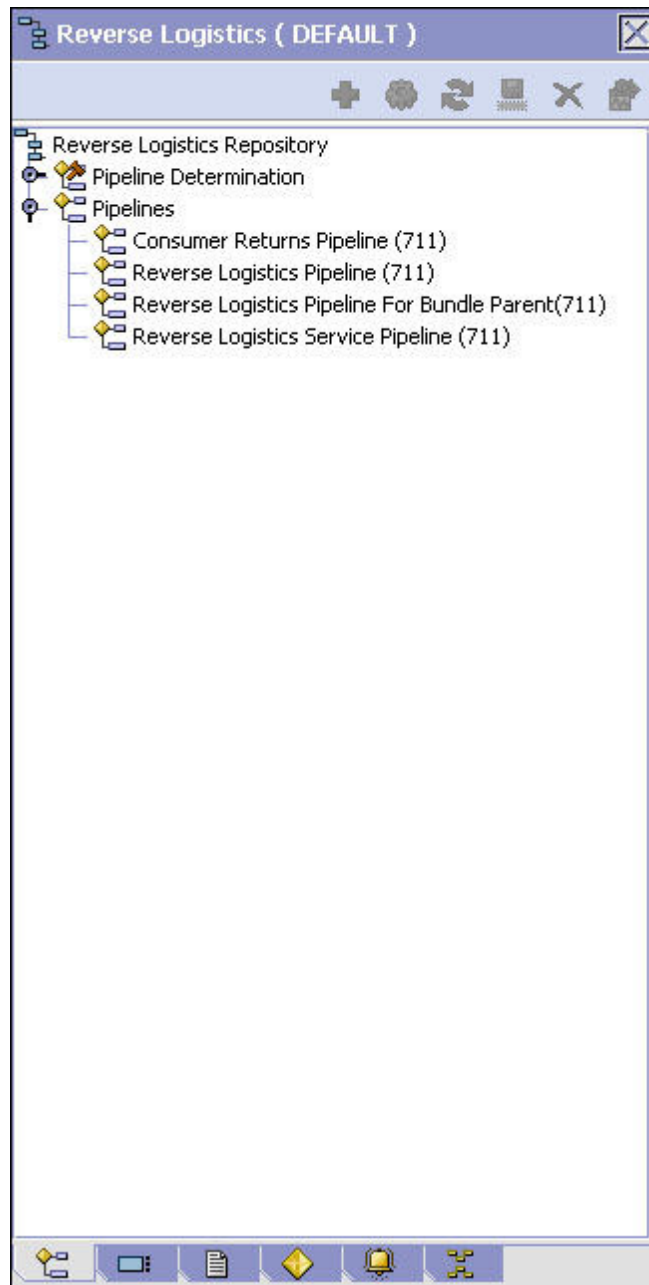 Reverse Logistics ( DEFAULT )
Reverse Logistics Repository
Pipeline Determination
Pipelines
Consumer Returns Pipeline (711)
Reverse Logistics Pipeline (711)
Reverse Logistics Pipeline For Bundle Parent(711)
Reverse Logistics Service Pipeline (711)